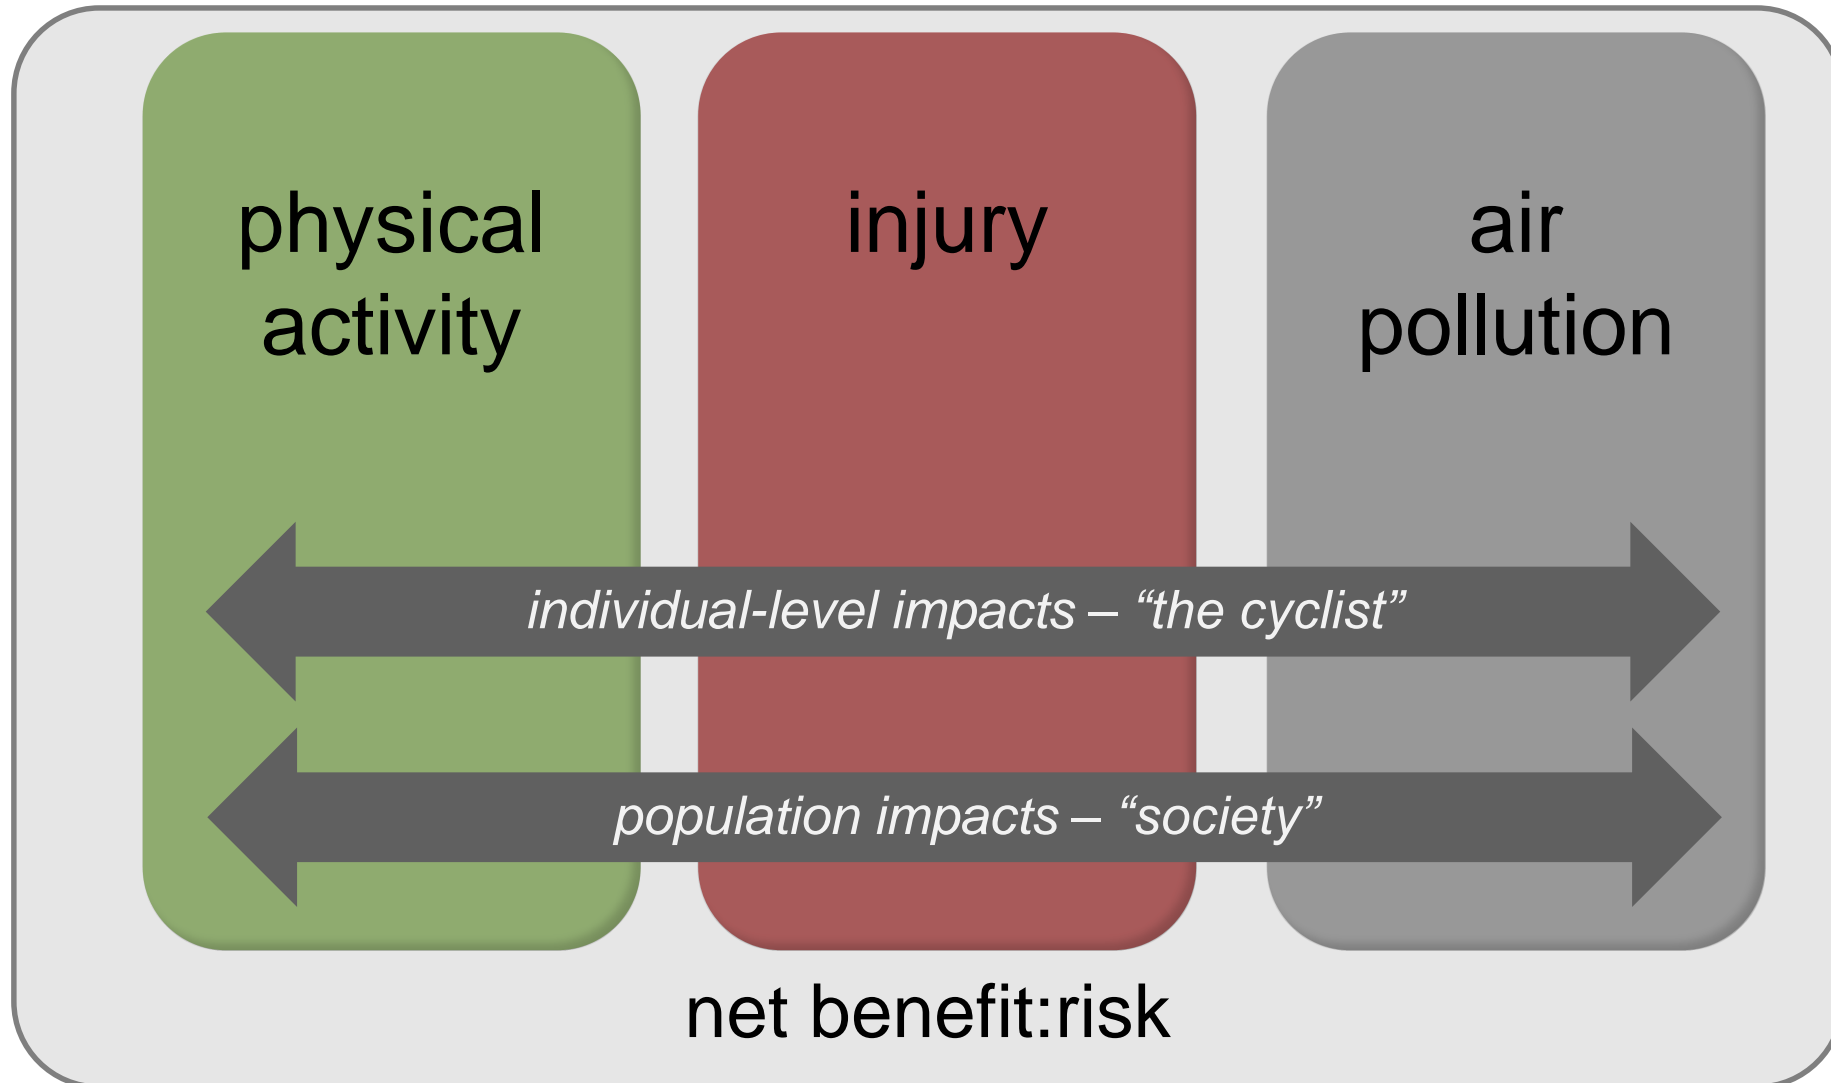 physical
activity
injury
air
pollution
individual-level impacts – “the cyclist”
population impacts – “society”
net benefit:risk